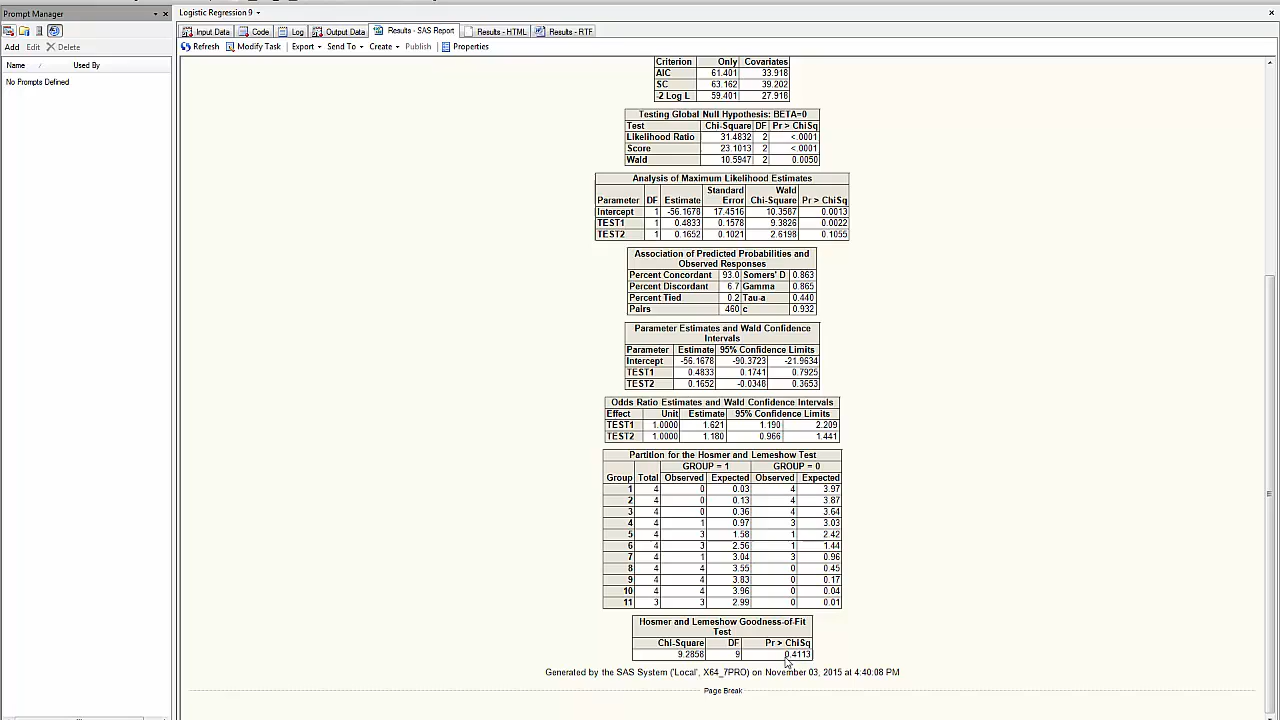 Prompt Manager
Logistic Regression 9
Input Data Code Log Output Data Results - SAS Report Results - HTML Results - RTF
Add Edit Delete
Refresh Modify Task Export Send To Create Publish Properties
Name Used By
No Prompts Defined
Criterion Only Covariates
AIC 61.401 33.918
SC 63.162 39.202
-2 Log L 59.401 27.918
Testing Global Null Hypothesis: BETA=0
Test Chi-Square DF Pr > ChiSq
Likelihood Ratio 31.4832 2 <.0001
Score 23.1013 2 <.0001
Wald 10.5947 2 0.0050
Analysis of Maximum Likelihood Estimates
Standard Wald
Parameter DF Estimate Error Chi-Square Pr > ChiSq
Intercept 1 -56.1678 17.4516 10.3587 0.0013
TEST1 1 0.4833 0.1578 9.3826 0.0022
TEST2 1 0.1652 0.1021 2.6198 0.1055
Association of Predicted Probabilities and
Observed Responses
Percent Concordant 93.0 Somers' D 0.863
Percent Discordant 6.7 Gamma 0.865
Percent Tied 0.2 Tau-a 0.440
Pairs 460 c 0.932
Parameter Estimates and Wald Confidence
Intervals
Parameter Estimate 95% Confidence Limits
Intercept -56.1678 -90.3723 -21.9634
TEST1 0.4833 0.1741 0.7925
TEST2 0.1652 -0.0348 0.3653
Odds Ratio Estimates and Wald Confidence Intervals
Effect Unit Estimate 95% Confidence Limits
TEST1 1.0000 1.621 1.190 2.209
TEST2 1.0000 1.180 0.966 1.441
Partition for the Hosmer and Lemeshow Test
GROUP = 1 GROUP = 0
Group Total Observed Expected Observed Expected
1 4 0 0.03 4 3.97
2 4 0 0.13 4 3.87
3 4 0 0.36 4 3.64
4 4 1 0.97 3 3.03
5 4 3 1.58 1 2.42
6 4 3 2.56 1 1.44
7 4 1 3.04 3 0.96
8 4 4 3.55 0 0.45
9 4 4 3.83 0 0.17
10 4 4 3.96 0 0.04
11 3 3 2.99 0 0.01
Hosmer and Lemeshow Goodness-of-Fit
Test
Chi-Square DF Pr > ChiSq
9.2858 9 0.4113
Generated by the SAS System ('Local', X64_7PRO) on November 03, 2015 at 4:40:08 PM
Page Break